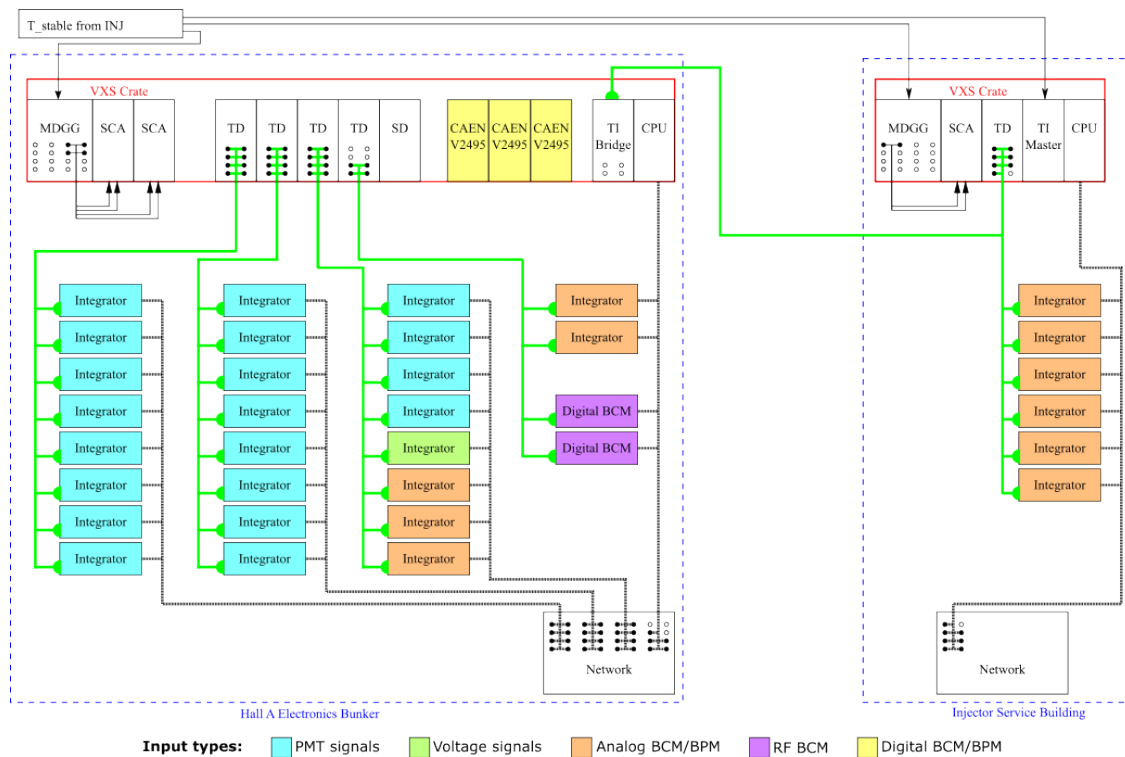 T_stable from INJ
VXS Crate
MDGG SCA SCA
TD TD TD TD SD
CAEN CAEN CAEN
V2495 V2495 V2495
TI CPU
Bridge
VXS Crate
MDGG SCA TD TI CPU
Master
Integrator Integrator Integrator Integrator Integrator
Integrator Integrator Integrator Integrator Integrator
Integrator Integrator Integrator Integrator
Integrator Integrator Integrator Digital BCM Integrator
Integrator Integrator Integrator Digital BCM Integrator
Integrator Integrator Integrator Integrator
Integrator Integrator Integrator
Integrator Integrator Integrator
Network Network
Hall A Electronics Bunker Injector Service Building
Input types: PMT signals Voltage signals Analog BCM/BPM RF BCM Digital BCM/BPM